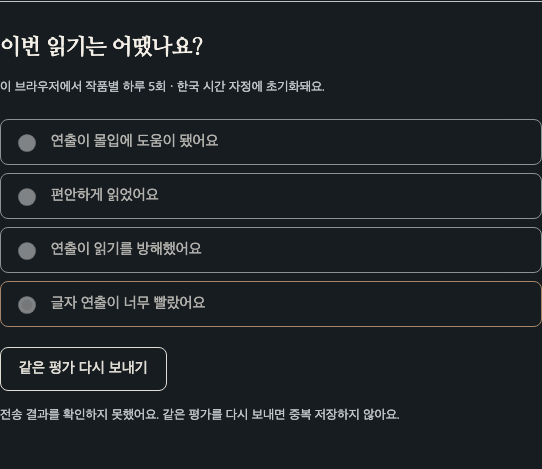 이번 읽기는 어땠나요?
이 브라우저에서 작품별 하루 5회 · 한국 시간 자정에 초기화돼요.
연출이 몰입에 도움이 됐어요
편안하게 읽었어요
연출이 읽기를 방해했어요
글자 연출이 너무 빨랐어요
같은 평가 다시 보내기
전송 결과를 확인하지 못했어요. 같은 평가를 다시 보내면 중복 저장하지 않아요.